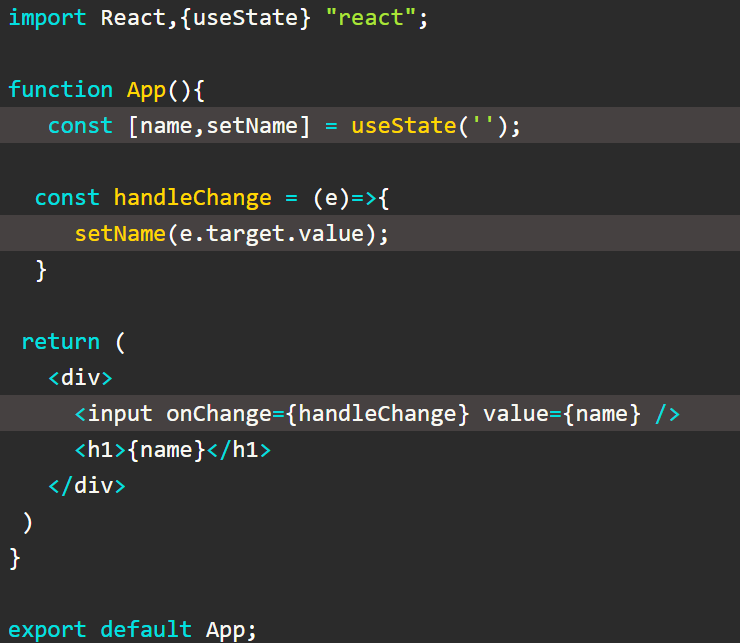 import React,{useState} "react";
function App(){
const [name,setName] = useState('');
const handleChange = (e)=>{
setName(e.target.value);
}
return (
<div>
<input onChange={handleChange} value={name} />
<h1>{name}</h1>
</div>
)
}
export default App;